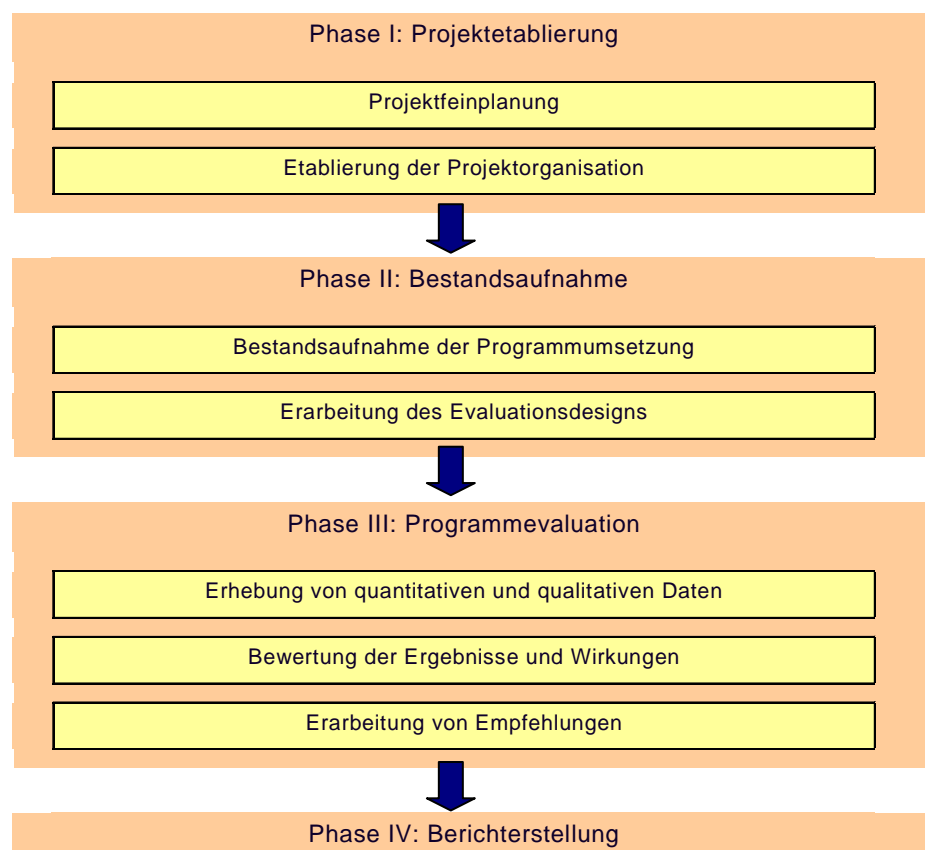 Phase I: Projektetablierung
Projektfeinplanung
Etablierung der Projektorganisation
Phase II: Bestandsaufnahme
Bestandsaufnahme der Programmumsetzung
Erarbeitung des Evaluationsdesigns
Phase III: Programmevaluation
Erhebung von quantitativen und qualitativen Daten
Bewertung der Ergebnisse und Wirkungen
Erarbeitung von Empfehlungen
Phase IV: Berichterstellung